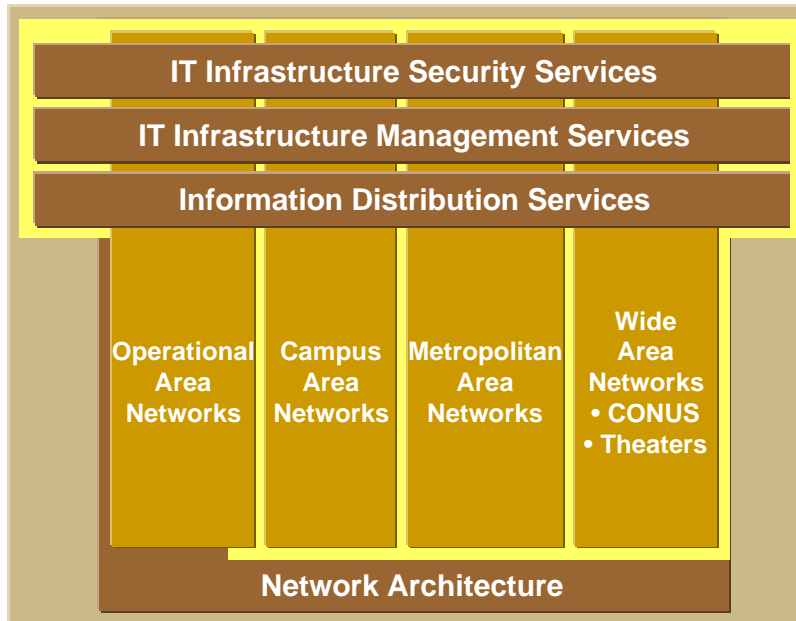 IT Infrastructure Security Services
IT Infrastructure Management Services
Information Distribution Services
Operational
Area
Networks
Campus
Area
Networks
Metropolitan
Area
Networks
Wide
Area
Networks
• CONUS
• Theaters
Network Architecture